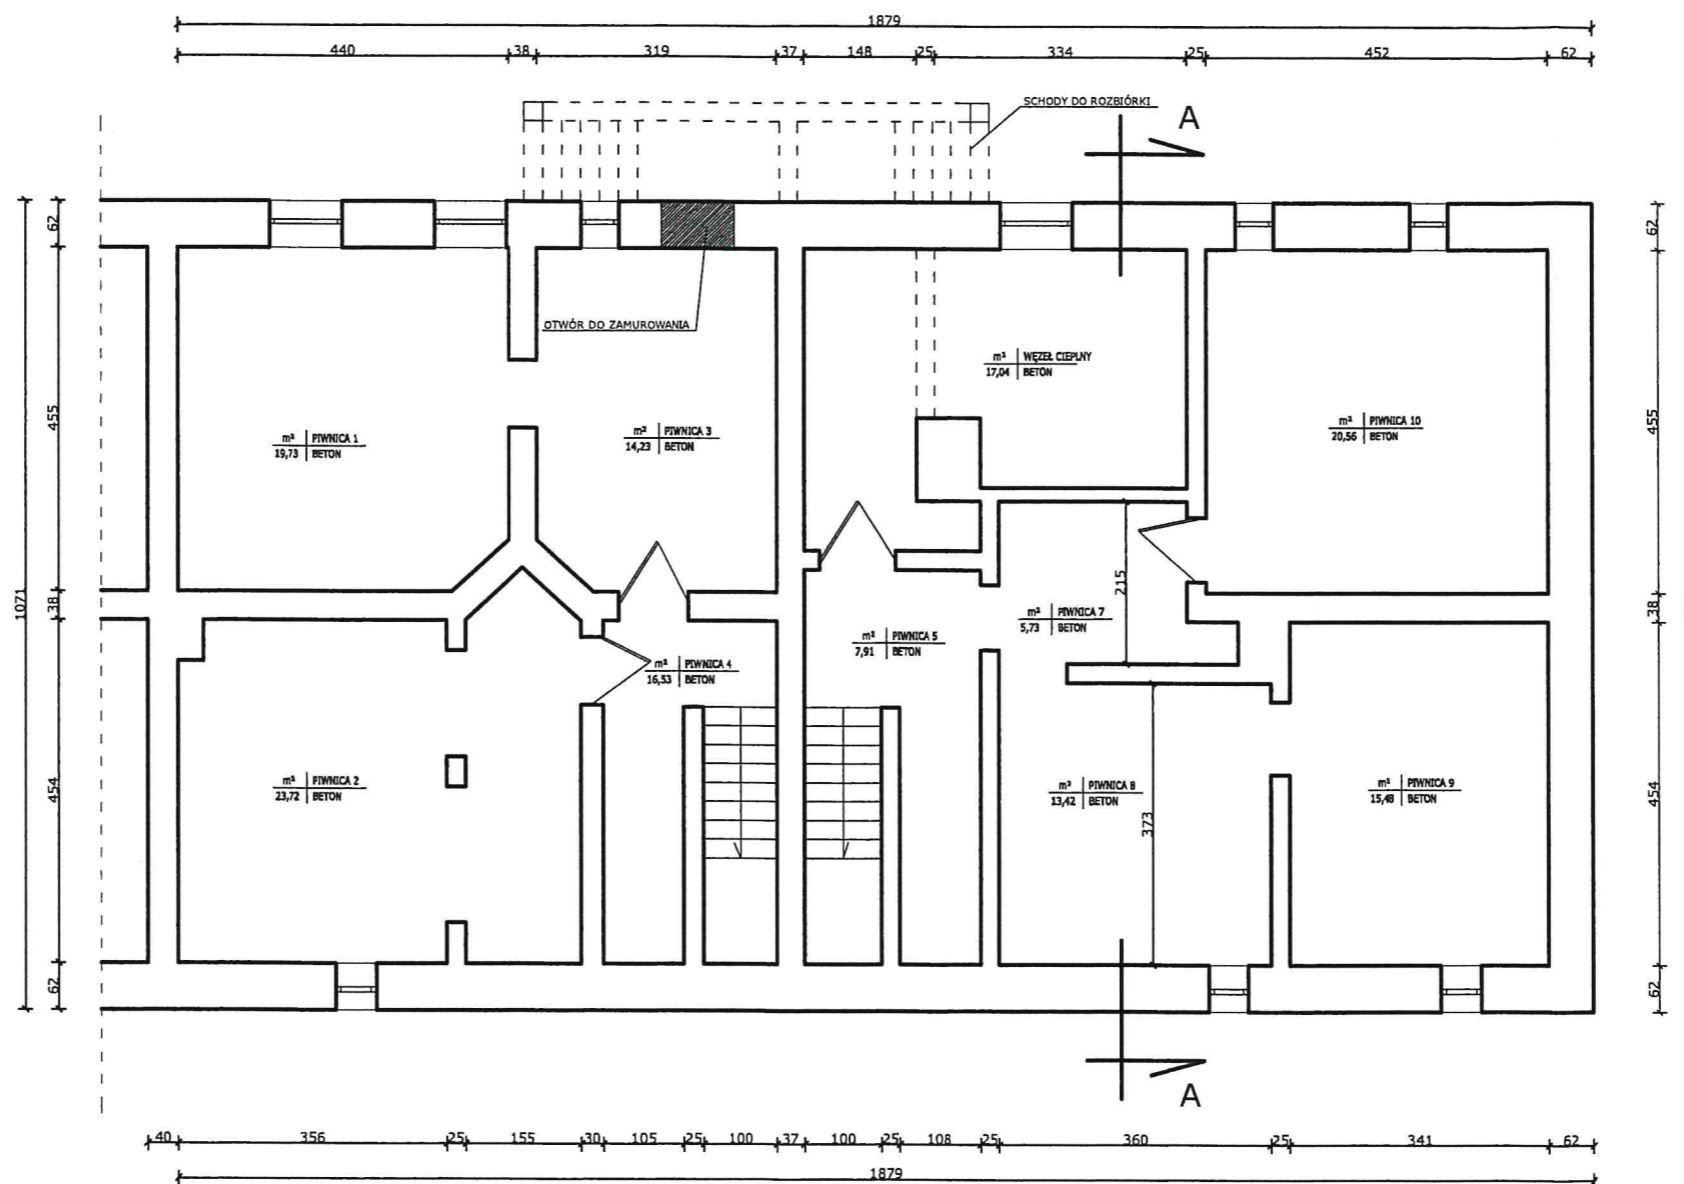 1879
440 38 319 37 148 25 25 334 25 452 62
SCHODY DO ROZBIÓRKI
A
62
62
OTWÓR DO ZAMUROWANIA
m² WĘZEŁ CIEPLNY
17,04 BETON
m² PIWNICA 1
19,73 BETON
m² PIWNICA 3
14,23 BETON
m² PIWNICA 10
20,56 BETON
455
455
1071
38
215
38
m² PIWNICA 7
5,73 BETON
m² PIWNICA 5
7,91 BETON
m² PIWNICA 4
16,53 BETON
m² PIWNICA 2
23,72 BETON
m² PIWNICA 8
13,42 BETON
m² PIWNICA 9
15,48 BETON
454
373
454
62
62
A
40 356 25 155 30 105 25 100 37 100 25 108 25 360 25 341 62
1879